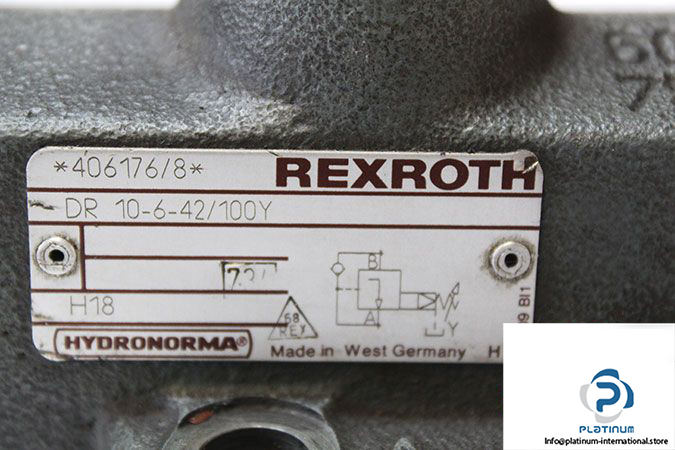 *406176/8*
REXROTH
DR 10-6-42/100Y
H18
B
A
Y
HYDRONORMA®
Made in West Germany H
PLATINUM
Info@platinum-international.store